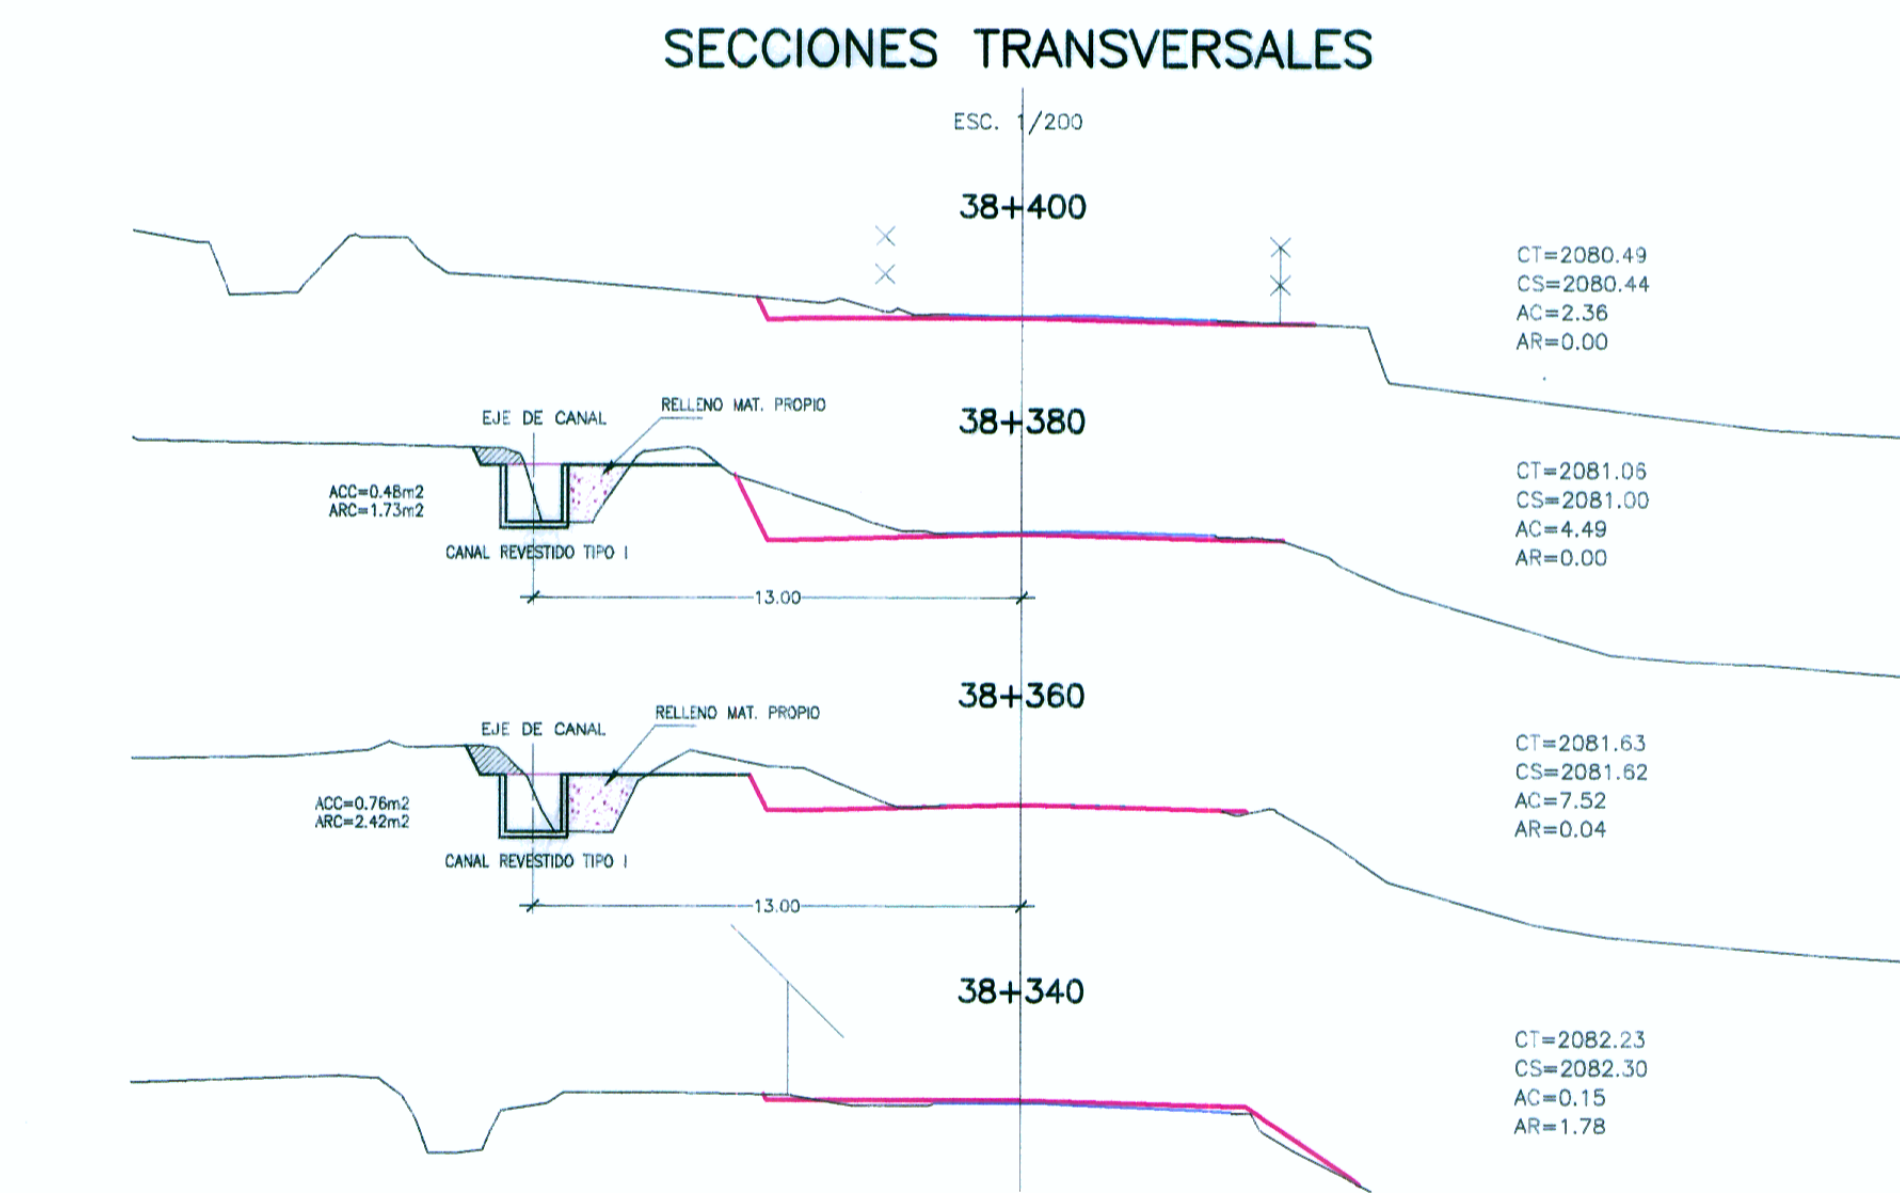 SECCIONES TRANSVERSALES
ESC. 1/200
38+400
CT=2080.49
CS=2080.44
AC=2.36
AR=0.00
38+380
EJE DE CANAL
RELLENO MAT. PROPIO
ACC=0.48m2
ARC=1.73m2
CANAL REVESTIDO TIPO I
13.00
CT=2081.06
CS=2081.00
AC=4.49
AR=0.00
38+360
EJE DE CANAL
RELLENO MAT. PROPIO
ACC=0.76m2
ARC=2.42m2
CANAL REVESTIDO TIPO I
13.00
CT=2081.63
CS=2081.62
AC=7.52
AR=0.04
38+340
CT=2082.23
CS=2082.30
AC=0.15
AR=1.78